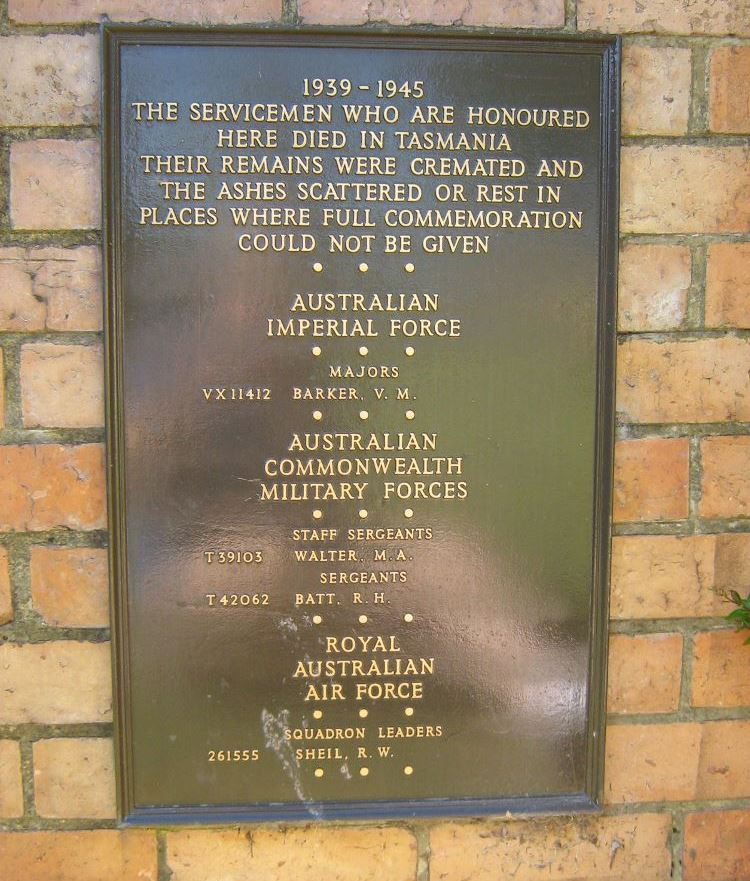 1939 - 1945
THE SERVICEMEN WHO ARE HONOURED
HERE DIED IN TASMANIA
THEIR REMAINS WERE CREMATED AND
THE ASHES SCATTERED OR REST IN
PLACES WHERE FULL COMMEMORATION
COULD NOT BE GIVEN
• • •
AUSTRALIAN
IMPERIAL FORCE
• • •
MAJORS
VX11412 BARKER, V. M.
• • •
AUSTRALIAN
COMMONWEALTH
MILITARY FORCES
• • •
STAFF SERGEANTS
T39103 WALTER, M. A.
SERGEANTS
T42062 BATT, R. H.
• • •
ROYAL
AUSTRALIAN
AIR FORCE
• • •
SQUADRON LEADERS
261555 SHEIL, R. W.
• • •